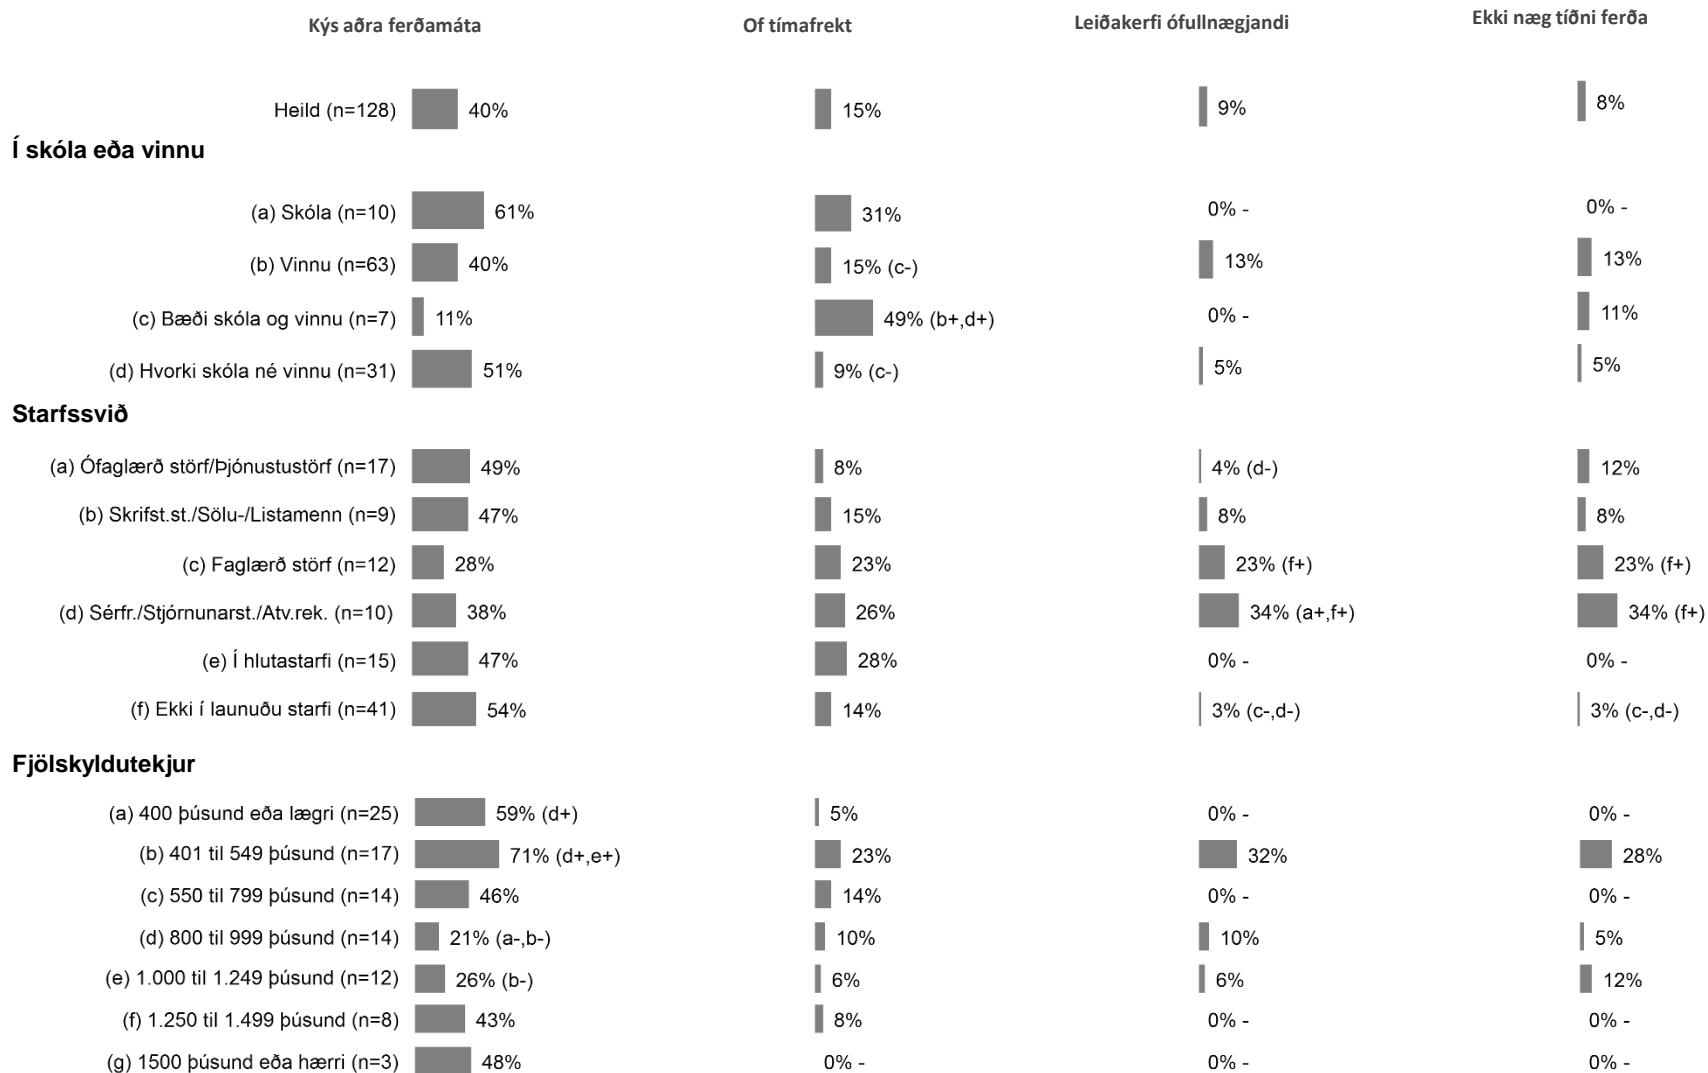 Kýs aðra ferðamáta Of tímafrekt Leiðakerfi ófullnægjandi Ekki næg tíðni ferða
Heild (n=128) 40% 15% 9% 8%
Í skóla eða vinnu
(a) Skóla (n=10) 61% 31% 0% - 0% -
(b) Vinnu (n=63) 40% 15% (c-) 13% 13%
(c) Bæði skóla og vinnu (n=7) 11% 49% (b+,d+) 0% - 11%
(d) Hvorki skóla né vinnu (n=31) 51% 9% (c-) 5% 5%
Starfssvið
(a) Ófaglærð störf/Þjónustustörf (n=17) 49% 8% 4% (d-) 12%
(b) Skrifst.st./Sölu-/Listamenn (n=9) 47% 15% 8% 8%
(c) Faglærð störf (n=12) 28% 23% 23% (f+) 23% (f+)
(d) Sérfr./Stjórnunarst./Atv.rek. (n=10) 38% 26% 34% (a+,f+) 34% (f+)
(e) Í hlutastarfi (n=15) 47% 28% 0% - 0% -
(f) Ekki í launuðu starfi (n=41) 54% 14% 3% (c-,d-) 3% (c-,d-)
Fjölskyldutekjur
(a) 400 þúsund eða lægri (n=25) 59% (d+) 5% 0% - 0% -
(b) 401 til 549 þúsund (n=17) 71% (d+,e+) 23% 32% 28%
(c) 550 til 799 þúsund (n=14) 46% 14% 0% - 0% -
(d) 800 til 999 þúsund (n=14) 21% (a-,b-) 10% 10% 5%
(e) 1.000 til 1.249 þúsund (n=12) 26% (b-) 6% 6% 12%
(f) 1.250 til 1.499 þúsund (n=8) 43% 8% 0% - 0% -
(g) 1500 þúsund eða hærri (n=3) 48% 0% - 0% - 0% -